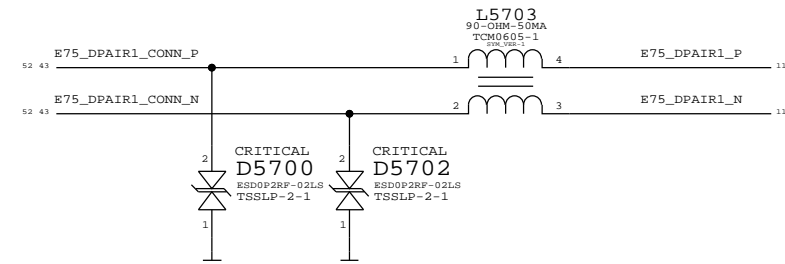 L5703
90-OHM-50MA
TCM0605-1
SYM_VER-1
E75_DPAIR1_CONN_P
1
4
E75_DPAIR1_P
52 43
11
E75_DPAIR1_CONN_N
2
3
E75_DPAIR1_N
52 43
11
CRITICAL
D5700
ESD0P2RF-02LS
TSSLP-2-1
2
1
CRITICAL
D5702
ESD0P2RF-02LS
TSSLP-2-1
2
1